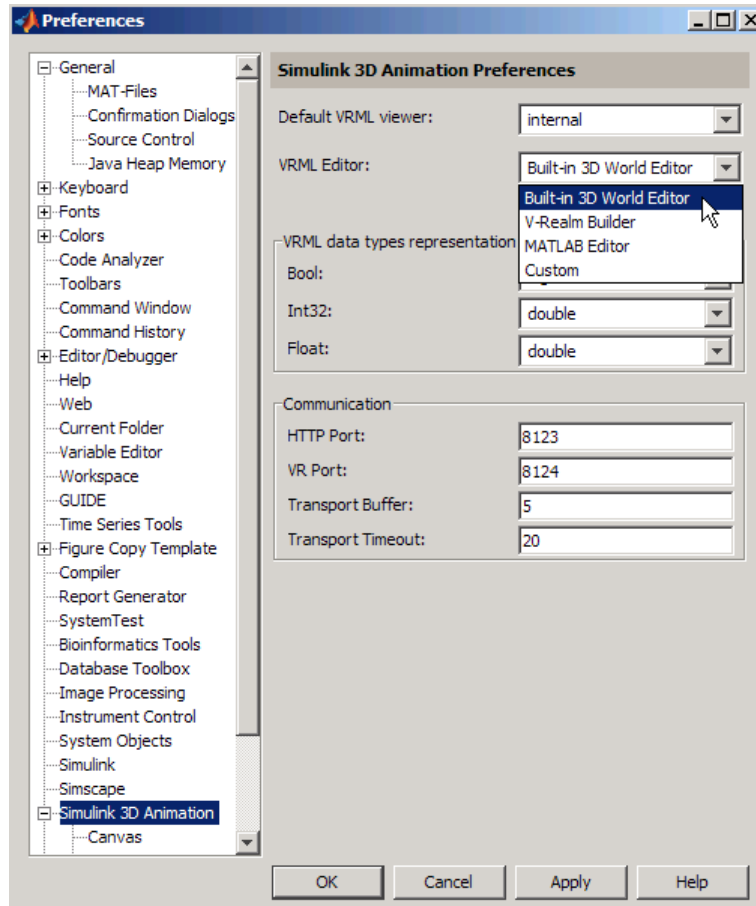 Preferences
General
MAT-Files
Confirmation Dialogs
Source Control
Java Heap Memory
Keyboard
Fonts
Colors
Code Analyzer
Toolbars
Command Window
Command History
Editor/Debugger
Help
Web
Current Folder
Variable Editor
Workspace
GUIDE
Time Series Tools
Figure Copy Template
Compiler
Report Generator
SystemTest
Bioinformatics Tools
Database Toolbox
Image Processing
Instrument Control
System Objects
Simulink
Simscape
Simulink 3D Animation
Canvas
Simulink 3D Animation Preferences
Default VRML viewer: internal
VRML Editor: Built-in 3D World Editor
Built-in 3D World Editor
V-Realm Builder
MATLAB Editor
Custom
VRML data types representation
Bool:
Int32: double
Float: double
Communication
HTTP Port: 8123
VR Port: 8124
Transport Buffer: 5
Transport Timeout: 20
OK Cancel Apply Help